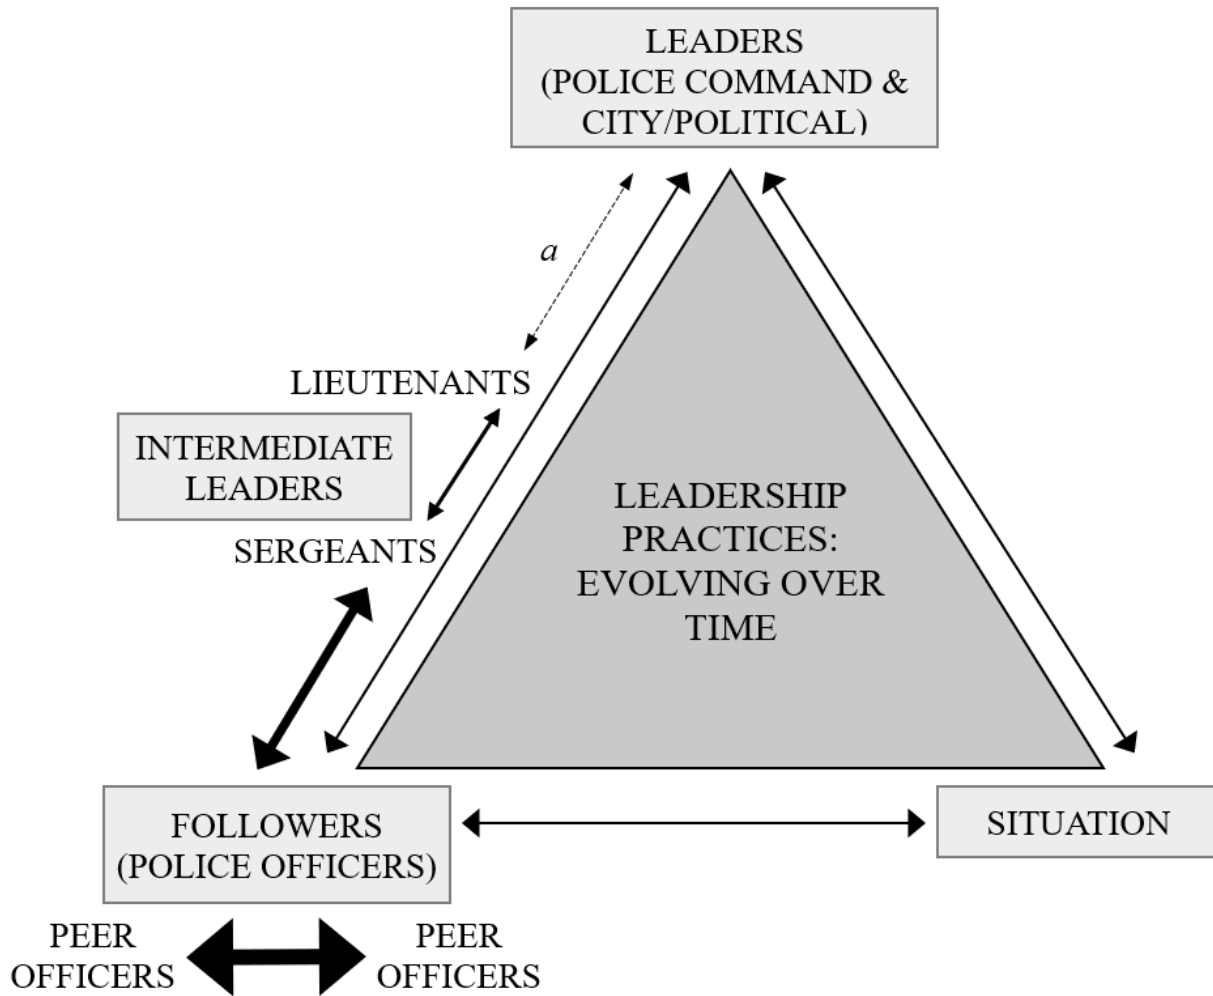 LEADERS
(POLICE COMMAND &
CITY/POLITICAL)
a
LIEUTENANTS
INTERMEDIATE
LEADERS
SERGEANTS
LEADERSHIP
PRACTICES:
EVOLVING OVER
TIME
FOLLOWERS
(POLICE OFFICERS)
SITUATION
PEER
OFFICERS
PEER
OFFICERS